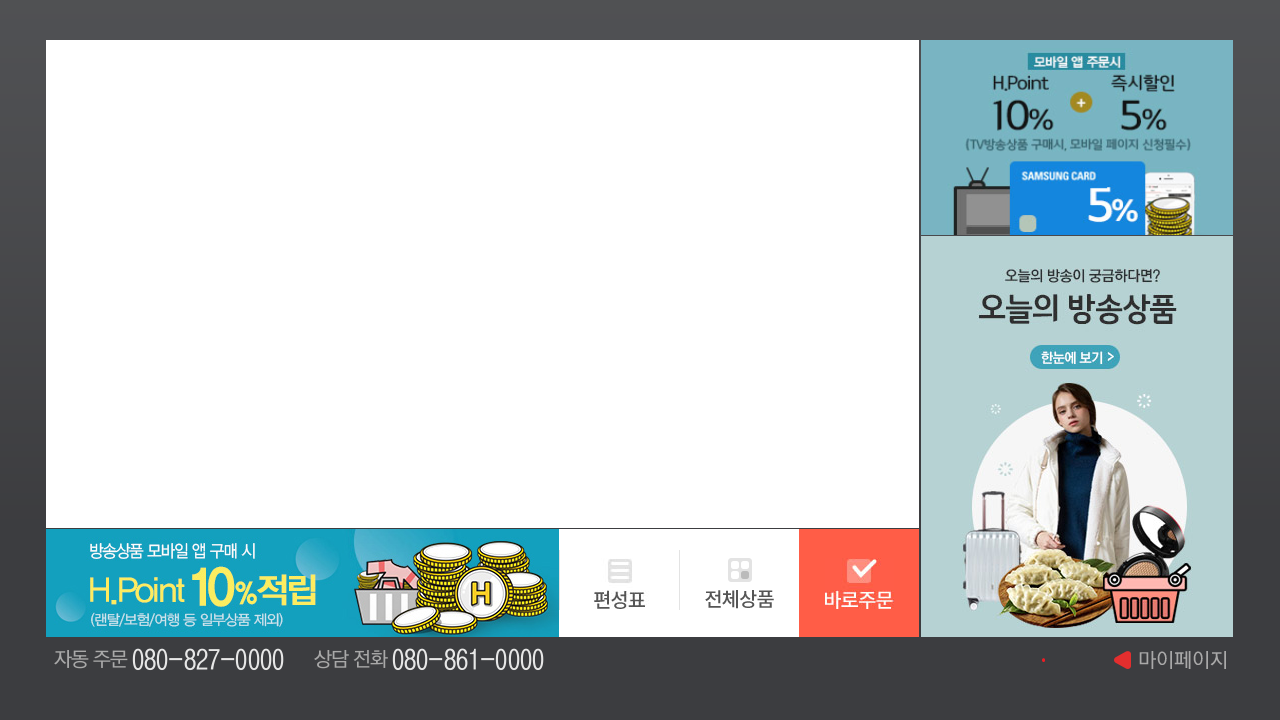 모바일 앱 주문시
H.Point 즉시할인
10% + 5%
(TV방송상품 구매시, 모바일 페이지 신청필수)
SAMSUNG CARD
5%
오늘의 방송이 궁금하다면?
오늘의 방송상품
한눈에 보기 >
방송상품 모바일 앱 구매 시
H.Point 10%적립
(랜탈/보험/여행 등 일부상품 제외)
H
편성표
전체상품
바로주문
자동 주문 080-827-0000 상담 전화 080-861-0000
마이페이지